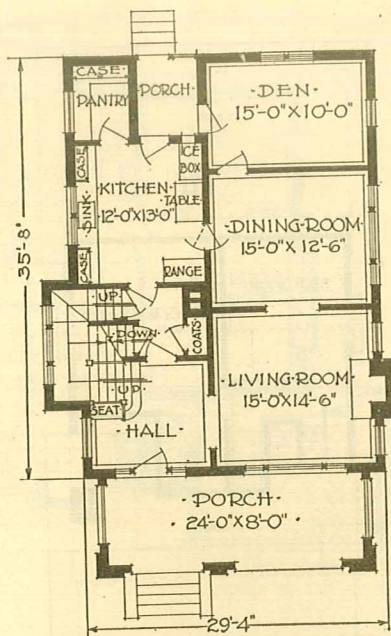 CASE
PANTRY
PORCH
·DEN·
15'-0"X10'-0"
CASE
ICE
BOX
KITCHEN·
12'-0"X13'-0"
TABLE
SINK
CASE
RANGE
·DINING·ROOM·
15'-0"X 12'-6"
35'-8"
UP
DOWN
COATS
UP
SEAT
·HALL·
LIVING·ROOM·
15'-0"X14'-6"
·PORCH·
·24'-0"X8'-0"·
29'-4"